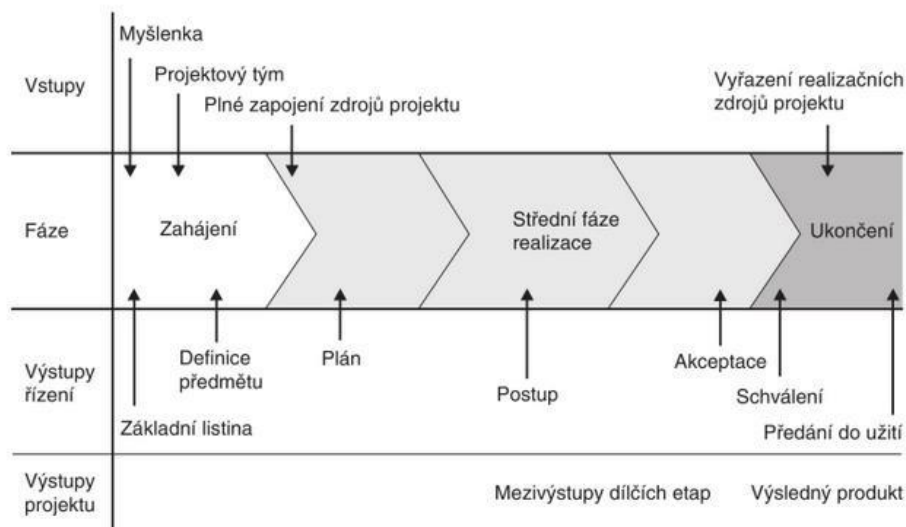 Vstupy
Myšlenka
Projektový tým
Plné zapojení zdrojů projektu
Vyřazení realizačních
zdrojů projektu
Fáze
Zahájení
Střední fáze
realizace
Ukončení
Výstupy
řízení
Základní listina
Definice
předmětu
Plán
Postup
Akceptace
Schválení
Předání do užití
Výstupy
projektu
Mezivýstupy dílčích etap
Výsledný produkt